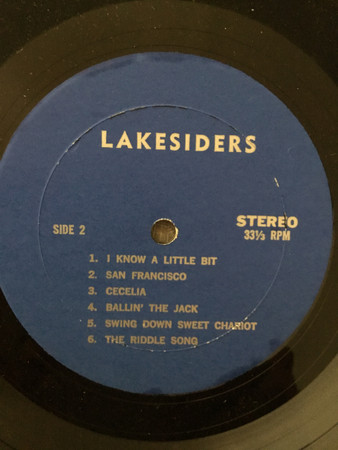 LAKESIDERS
SIDE 2
STEREO
33⅓ RPM
1. I KNOW A LITTLE BIT
2. SAN FRANCISCO
3. CECELIA
4. BALLIN' THE JACK
5. SWING DOWN SWEET CHARIOT
6. THE RIDDLE SONG